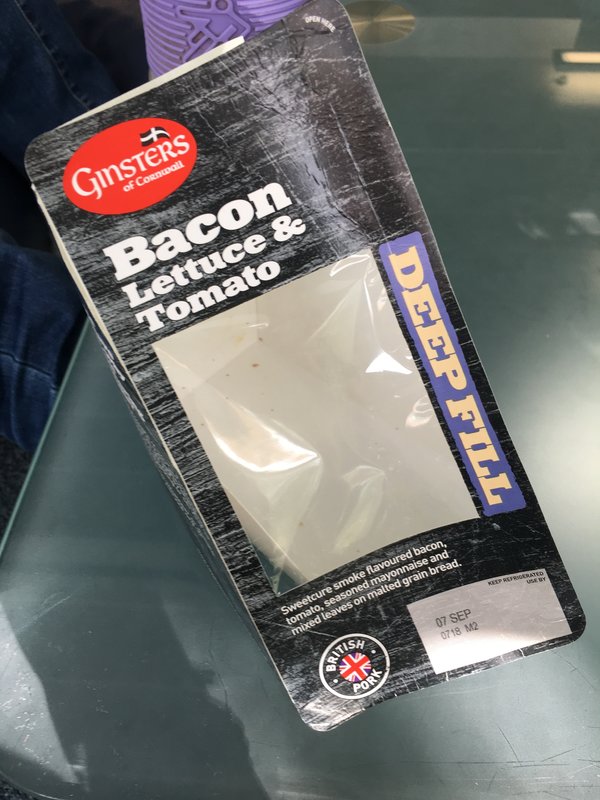 OPEN HERE
GINSTERS
of Cornwall
Bacon
Lettuce &
Tomato
DEEP FILL
Sweetcure smoke flavoured bacon,
tomato, seasoned mayonnaise and
mixed leaves on malted grain bread.
KEEP REFRIGERATED
USE BY
07 SEP
0718 M2
BRITISH
PORK